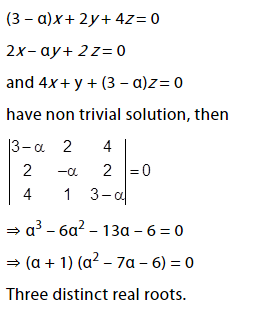 (3 – α)x + 2y + 4z = 0
2x – αy + 2 z = 0
and 4x + y + (3 – α)z = 0
have non trivial solution, then
|3 – α 2 4|
|2 –α 2| = 0
|4 1 3 – α|
⇒ α³ – 6α² – 13α – 6 = 0
⇒ (α + 1) (α² – 7α – 6) = 0
Three distinct real roots.